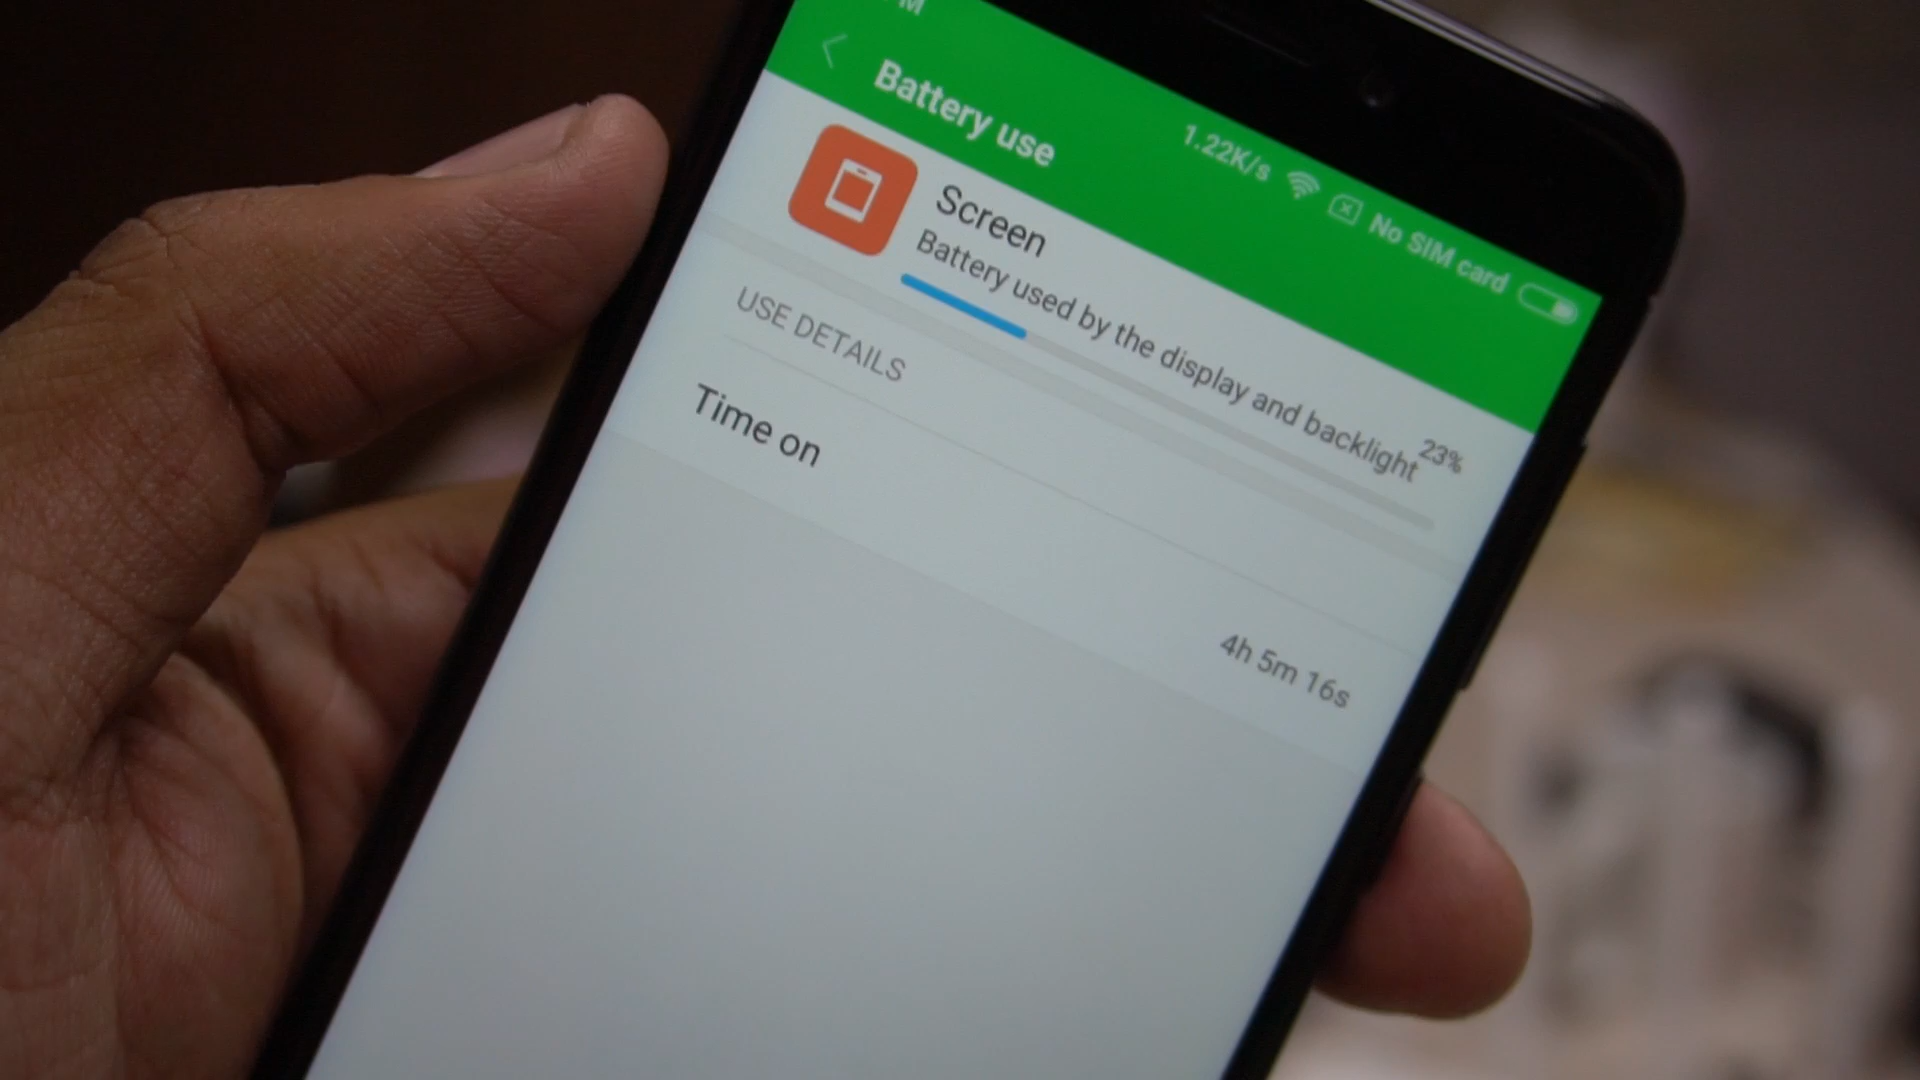 1.22K/s No SIM card
Battery use
Screen
Battery used by the display and backlight
23%
USE DETAILS
Time on
4h 5m 16s